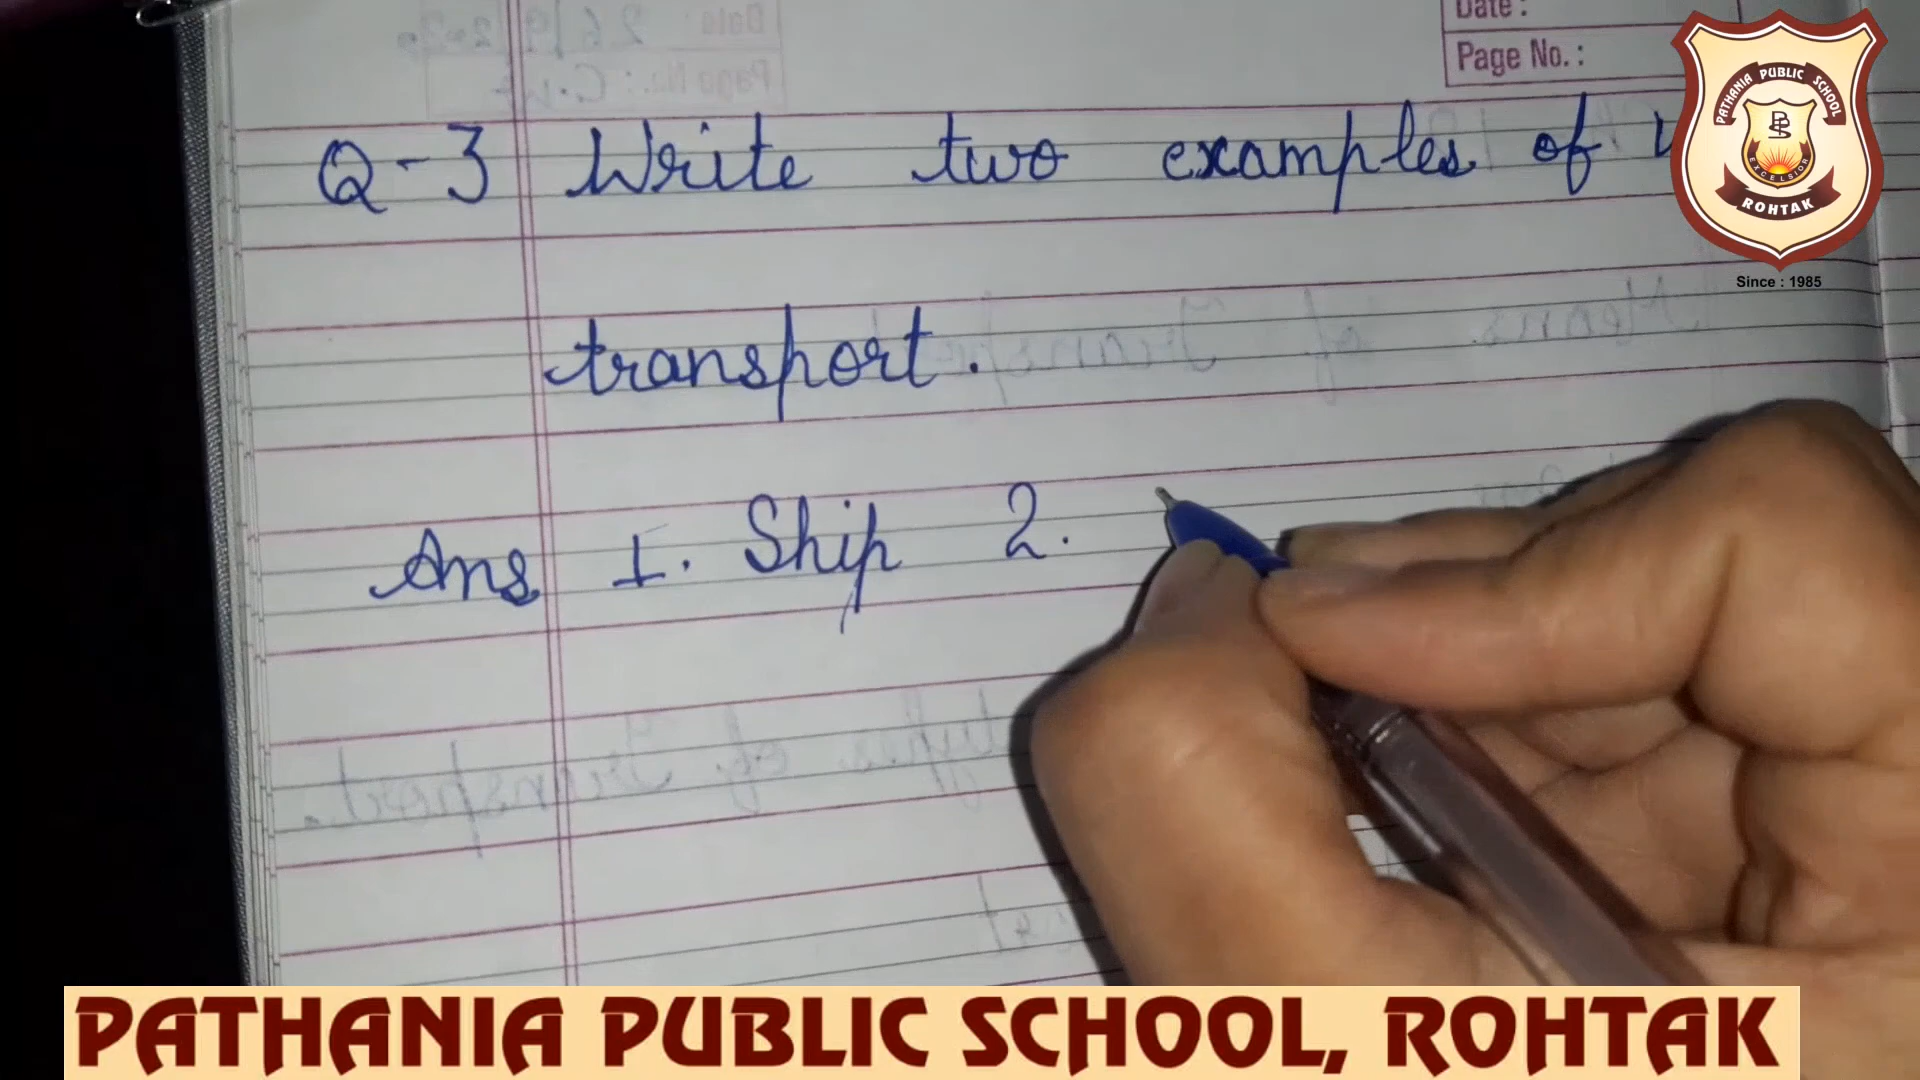 Date :
Page No. :
Q-3 Write two examples of
transport.
Ans 1. Ship 2.
PATHANIA PUBLIC SCHOOL
EXCELSIOR
ROHTAK
Since : 1985
PATHANIA PUBLIC SCHOOL, ROHTAK